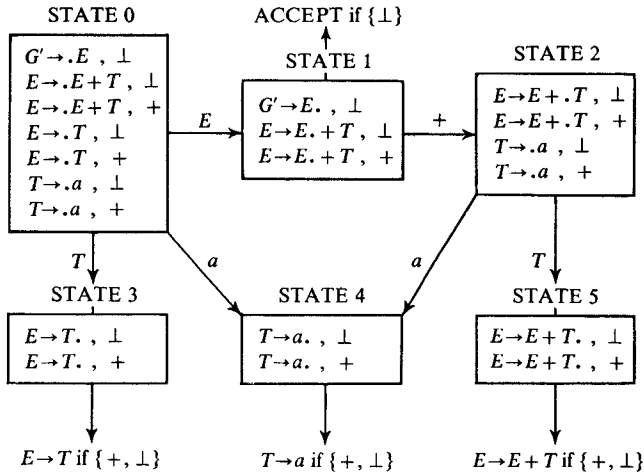 STATE 0
G′→.E , ⊥
E→.E+T, ⊥
E→.E+T, +
E→.T, ⊥
E→.T, +
T→.a , ⊥
T→.a , +
ACCEPT if {⊥}
STATE 1
G′→E. , ⊥
E→E.+T, ⊥
E→E.+T , +
STATE 2
E→E+.T, ⊥
E→E+.T, +
T→.a , ⊥
T→.a , +
E
+
T
a
a
T
STATE 3
E→T. , ⊥
E→T. , +
STATE 4
T→a. , ⊥
T→a. , +
STATE 5
E→E+T. , ⊥
E→E+T. , +
E→T if {+, ⊥}
T→a if {+, ⊥}
E→E+T if {+, ⊥}